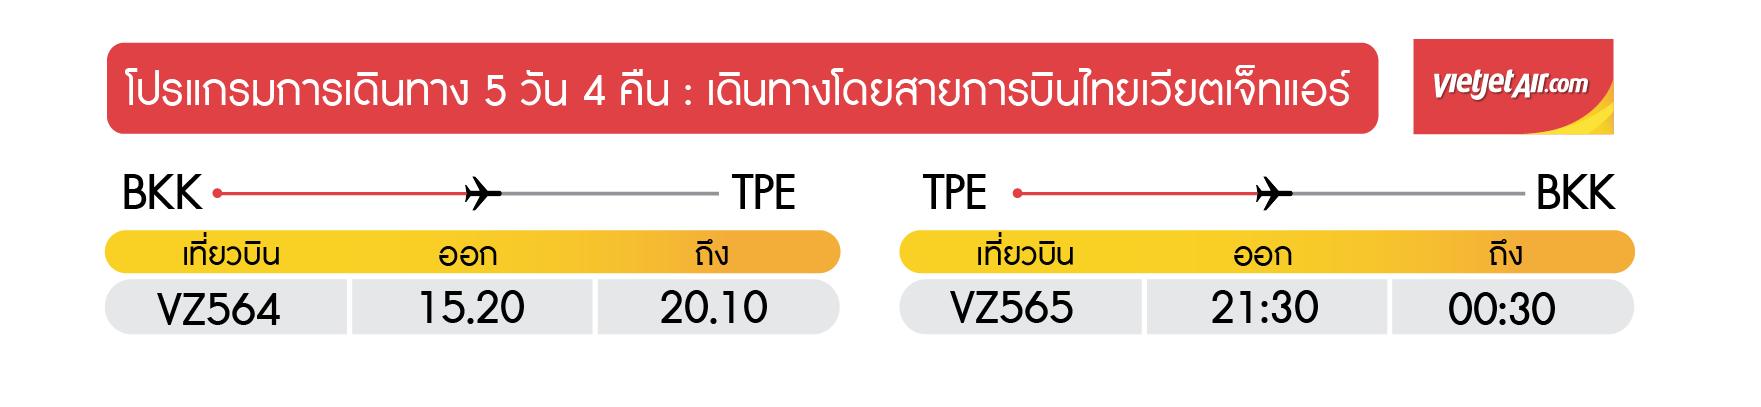 โปรแกรมการเดินทาง 5 วัน 4 คืน : เดินทางโดยสายการบินไทยเวียตเจ็ทแอร์
vietjetAir.com
BKK TPE
เที่ยวบิน ออก ถึง
VZ564 15.20 20.10
TPE BKK
เที่ยวบิน ออก ถึง
VZ565 21:30 00:30